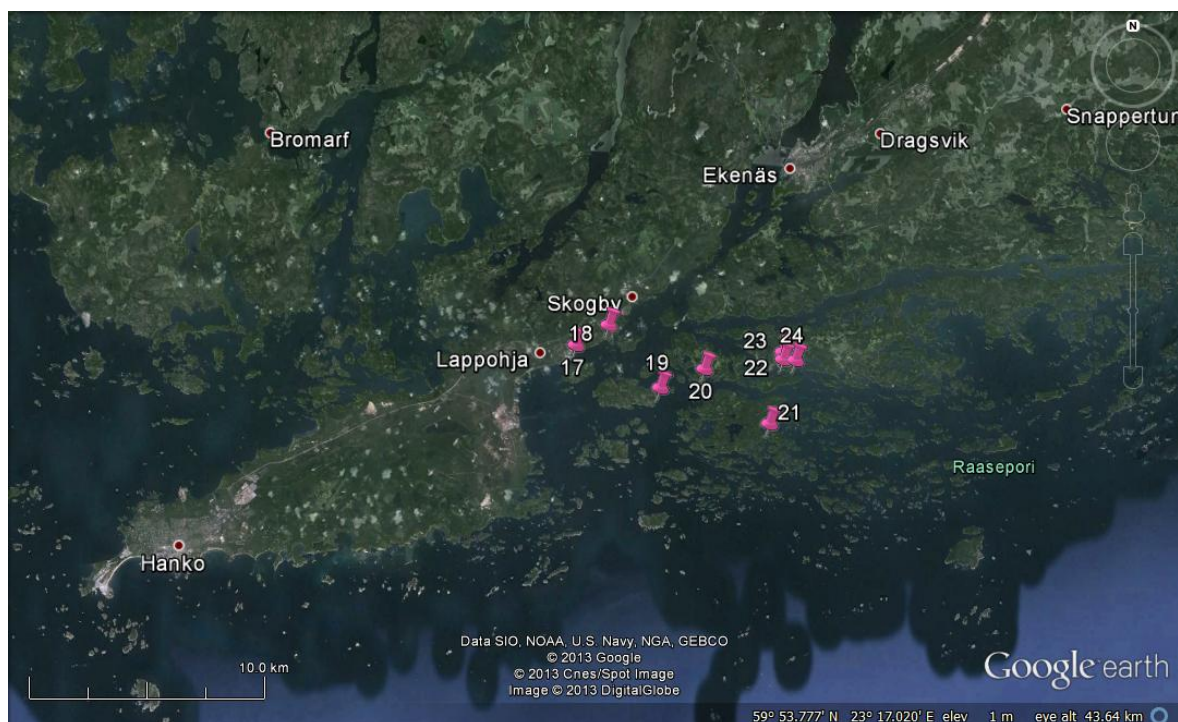 N
Snappertun
Bromarf
Dragsvik
Ekenäs
Skogby
18
23 24
Lappohja
17
19
22
20
21
Raasepori
Hanko
Data SIO, NOAA, U.S. Navy, NGA, GEBCO
© 2013 Google
© 2013 Cnes/Spot Image
Image © 2013 DigitalGlobe
10.0 km
Google earth
59° 53.777' N 23° 17.020' E elev 1 m eye alt 43.64 km